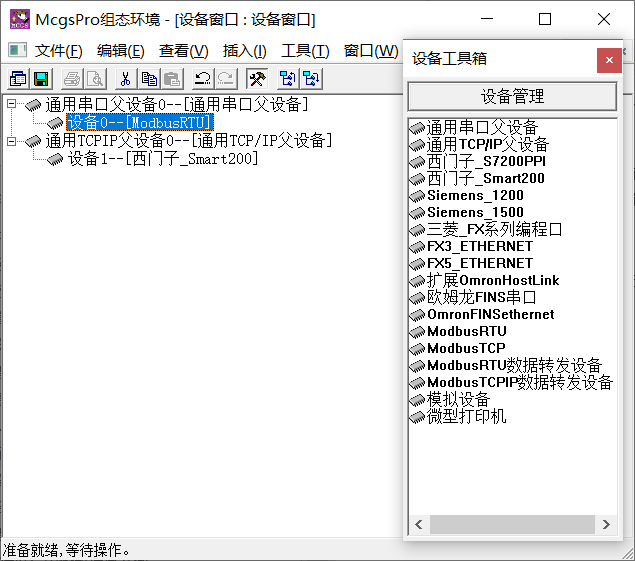 McgsPro组态环境 - [设备窗口 : 设备窗口]
文件(F) 编辑(E) 查看(V) 插入(I) 工具(T) 窗口(W)
通用串口父设备0--[通用串口父设备]
设备0--[ModbusRTU]
通用TCPIP父设备0--[通用TCP/IP父设备]
设备1--[西门子_Smart200]
设备工具箱
设备管理
通用串口父设备
通用TCP/IP父设备
西门子_S7200PPI
西门子_Smart200
Siemens_1200
Siemens_1500
三菱_FX系列编程口
FX3_ETHERNET
FX5_ETHERNET
扩展OmronHostLink
欧姆龙FINS串口
OmronFINSethernet
ModbusRTU
ModbusTCP
ModbusRTU数据转发设备
ModbusTCPIP数据转发设备
模拟设备
微型打印机
准备就绪,等待操作。